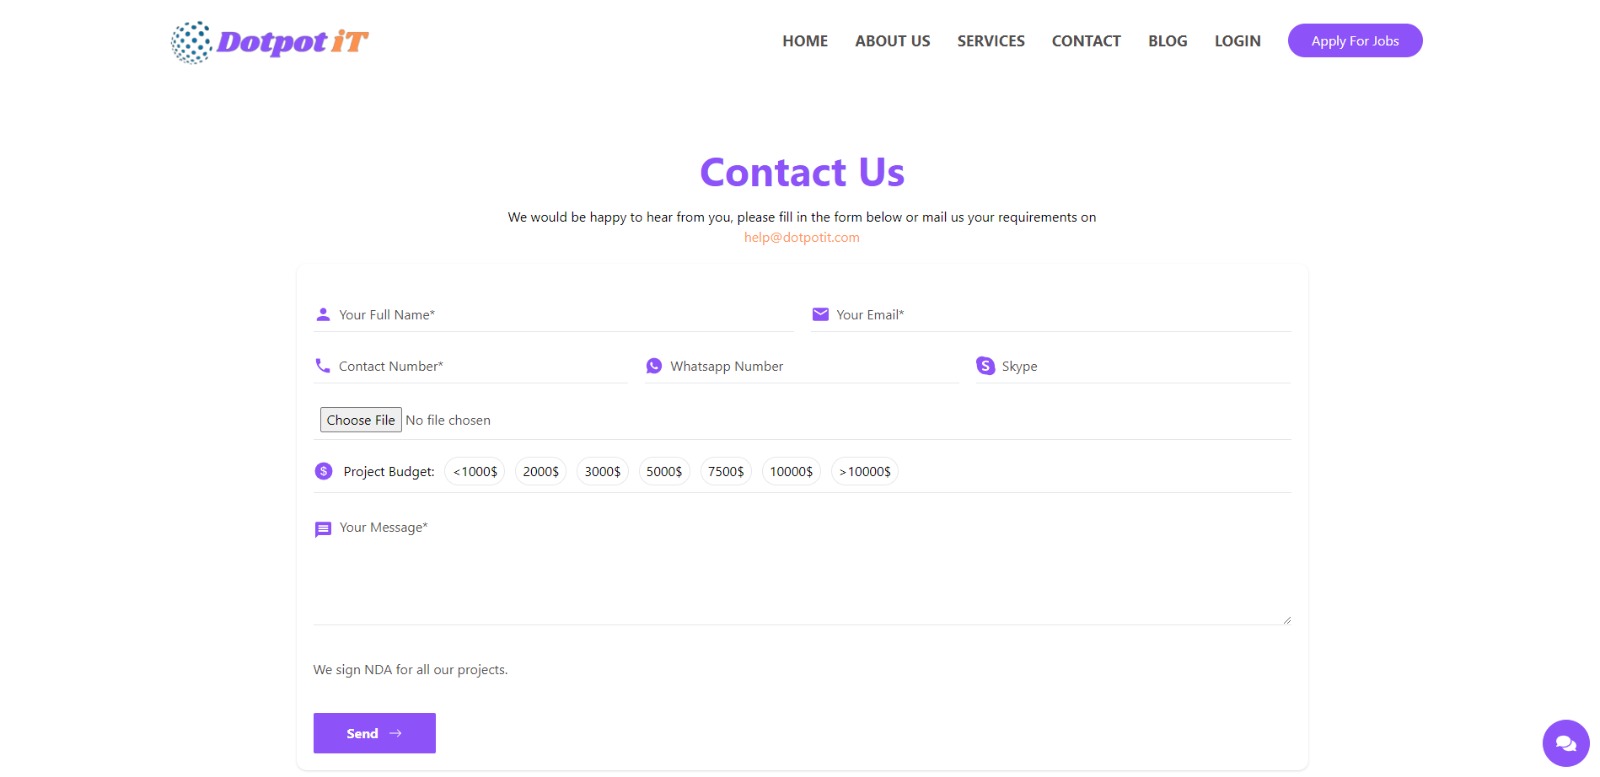 Dotpot iT
HOME ABOUT US SERVICES CONTACT BLOG LOGIN Apply For Jobs
Contact Us
We would be happy to hear from you, please fill in the form below or mail us your requirements on
help@dotpotit.com
Your Full Name* Your Email*
Contact Number* Whatsapp Number Skype
Choose File No file chosen
Project Budget: <1000$ 2000$ 3000$ 5000$ 7500$ 10000$ >10000$
Your Message*
We sign NDA for all our projects.
Send →